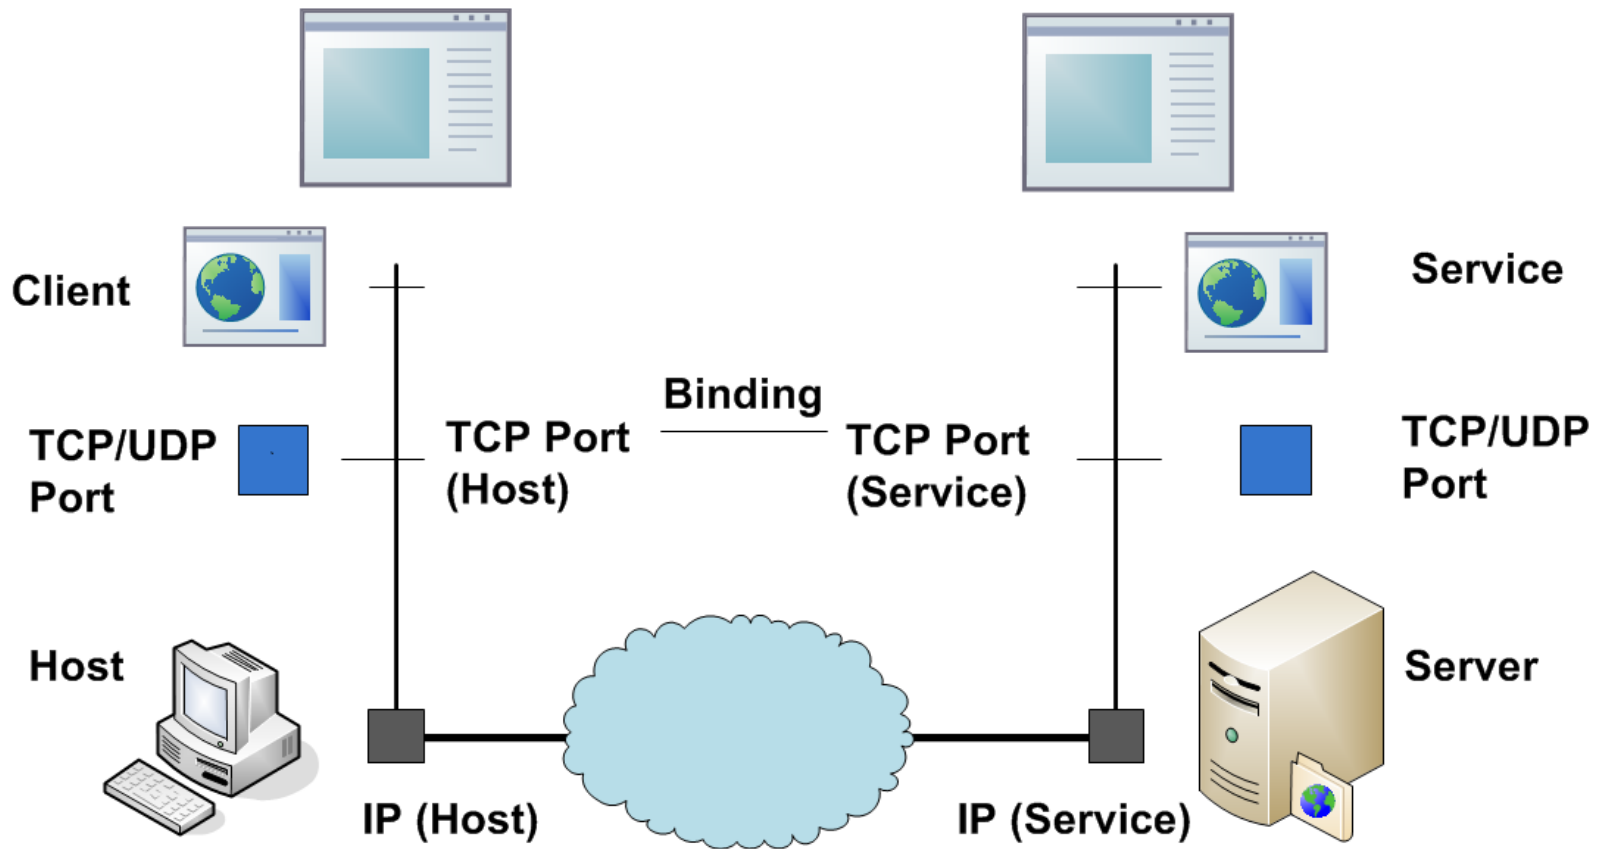 Client
Service
Binding
TCP/UDP
Port
TCP Port
(Host)
TCP Port
(Service)
TCP/UDP
Port
Host
Server
IP (Host)
IP (Service)